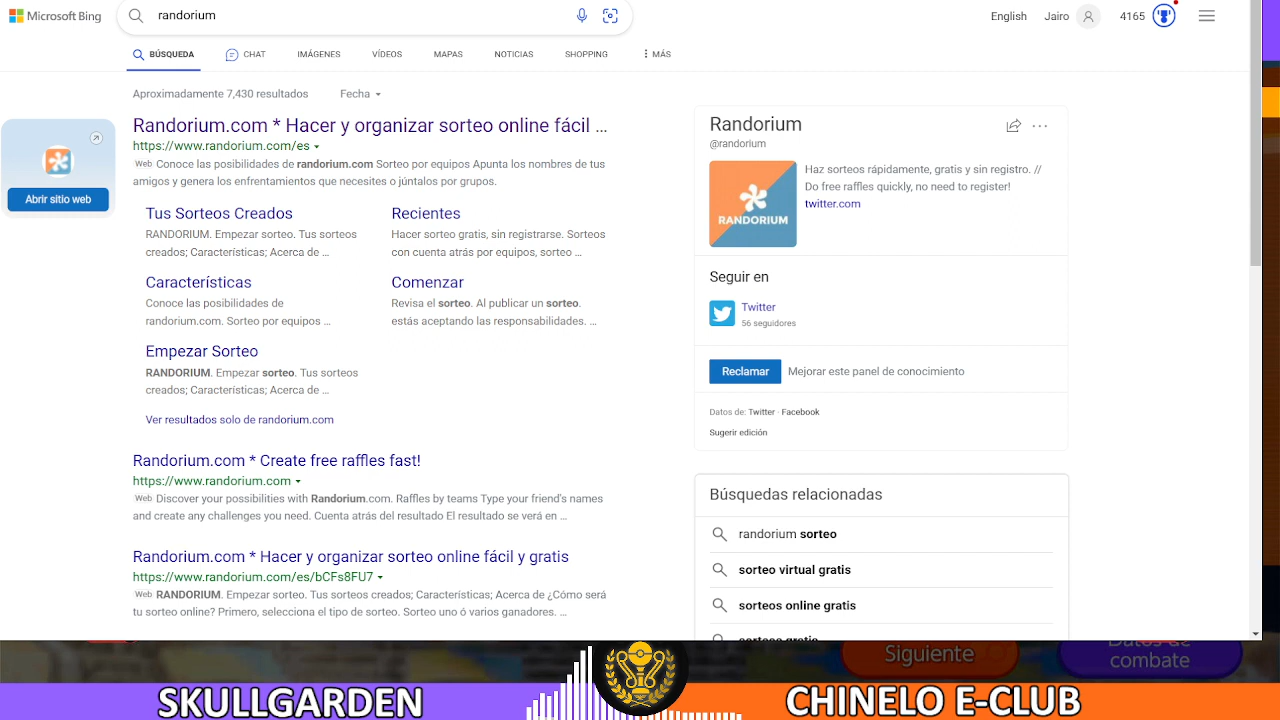 Microsoft Bing
randorium
English
Jairo
4165
BÚSQUEDA
CHAT
IMÁGENES
VÍDEOS
MAPAS
NOTICIAS
SHOPPING
MÁS
Aproximadamente 7,430 resultados
Fecha
Abrir sitio web
Randorium.com * Hacer y organizar sorteo online fácil ...
https://www.randorium.com/es
Web Conoce las posibilidades de randorium.com Sorteo por equipos Apunta los nombres de tus
amigos y genera los enfrentamientos que necesites o júntalos por grupos.
Tus Sorteos Creados
RANDORIUM. Empezar sorteo. Tus sorteos
creados; Características; Acerca de ...
Recientes
Hacer sorteo gratis, sin registrarse. Sorteos
con cuenta atrás por equipos, sorteo ...
Características
Conoce las posibilidades de
randorium.com. Sorteo por equipos ...
Comenzar
Revisa el sorteo. Al publicar un sorteo.
estás aceptando las responsabilidades. ...
Empezar Sorteo
RANDORIUM. Empezar sorteo. Tus sorteos
creados; Características; Acerca de ...
Ver resultados solo de randorium.com
Randorium.com * Create free raffles fast!
https://www.randorium.com
Web Discover your possibilities with Randorium.com. Raffles by teams Type your friend's names
and create any challenges you need. Cuenta atrás del resultado El resultado se verá en ...
Randorium.com * Hacer y organizar sorteo online fácil y gratis
https://www.randorium.com/es/bCFs8FU7
Web RANDORIUM. Empezar sorteo. Tus sorteos creados; Características; Acerca de ¿Cómo será
tu sorteo online? Primero, selecciona el tipo de sorteo. Sorteo uno ó varios ganadores. ...
Randorium
@randorium
RANDORIUM
Haz sorteos rápidamente, gratis y sin registro. //
Do free raffles quickly, no need to register!
twitter.com
Seguir en
Twitter
56 seguidores
Reclamar
Mejorar este panel de conocimiento
Datos de: Twitter · Facebook
Sugerir edición
Búsquedas relacionadas
randorium sorteo
sorteo virtual gratis
sorteos online gratis
sorteos gratis
Siguiente
Datos de
combate
SKULLGARDEN
CHINELO E-CLUB